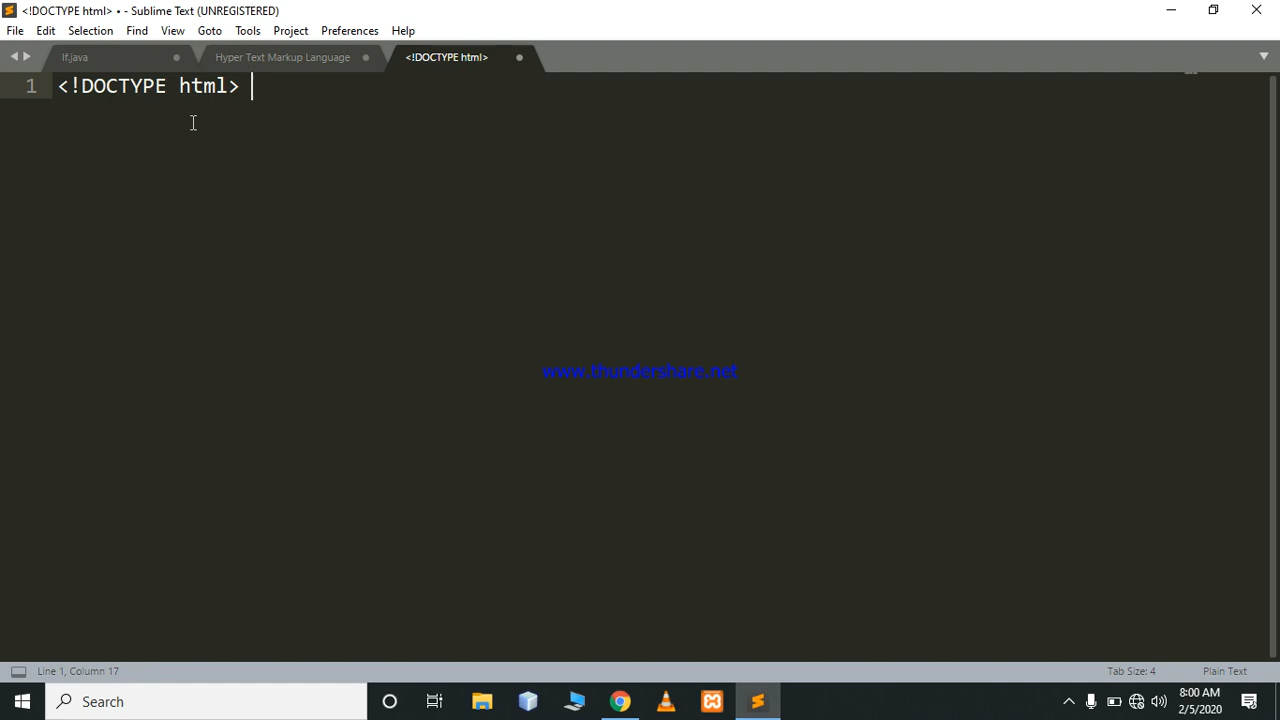 <!DOCTYPE html> • - Sublime Text (UNREGISTERED)
File Edit Selection Find View Goto Tools Project Preferences Help
If.java Hyper Text Markup Language <!DOCTYPE html>
1 <!DOCTYPE html>
www.thundershare.net
Line 1, Column 17 Tab Size: 4 Plain Text
Search 8:00 AM
2/5/2020